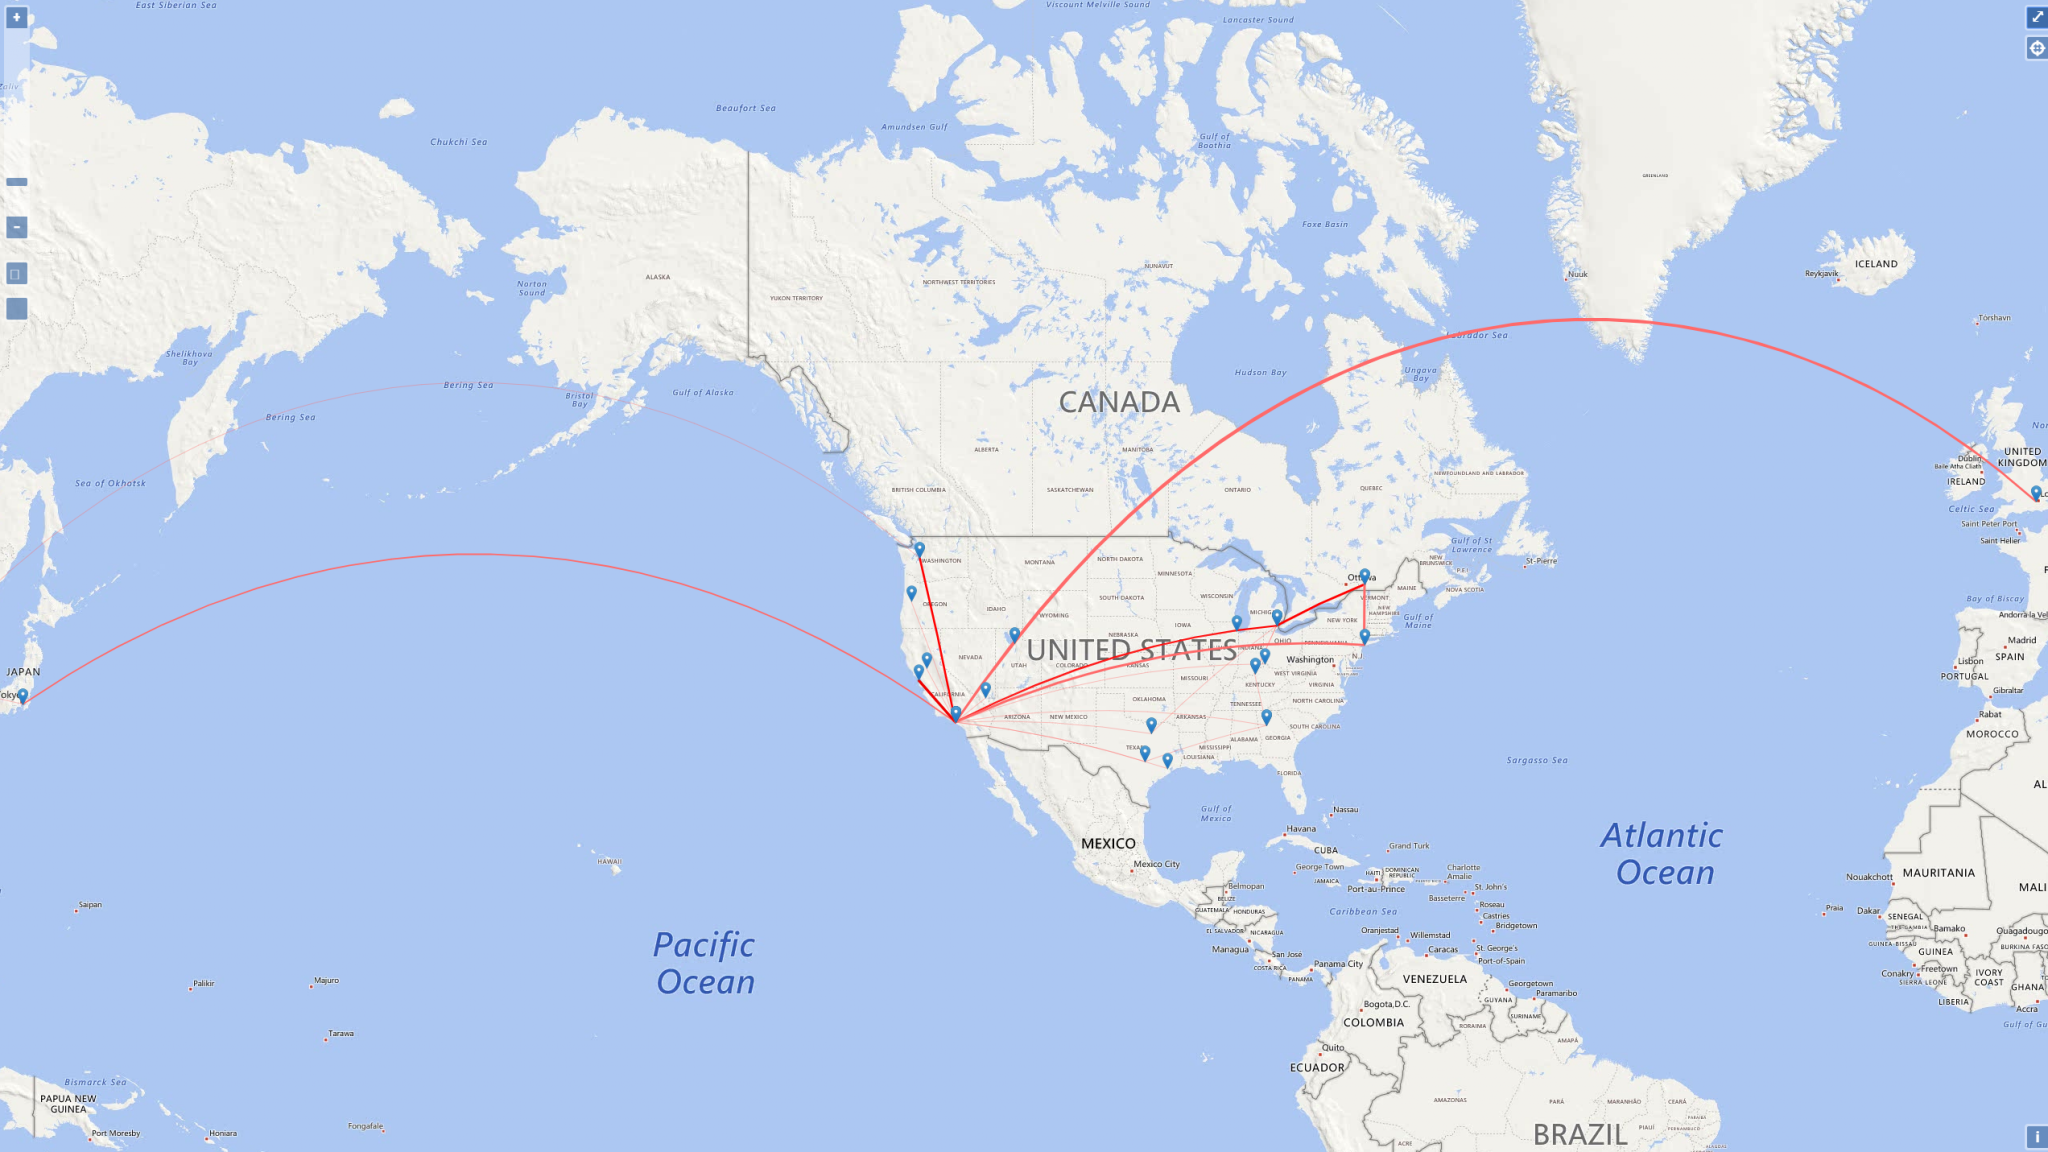 East Siberian Sea
Viscount Melville Sound
Lancaster Sound
+
Beaufort Sea
Amundsen Gulf
Chukchi Sea
Gulf of
Boothia
GREENLAND
Foxe Basin
-
ICELAND
Reykjavik
Nuuk
NUNAVUT
ALASKA
NORTHWEST TERRITORIES
YUKON TERRITORY
Norton
Sound
Tórshavn
Labrador Sea
Shelikhova
Bay
Hudson Bay
Ungava
Bay
Bering Sea
Gulf of Alaska
Bristol
Bay
CANADA
Bering Sea
ALBERTA
MANITOBA
UNITED
KINGDOM
Dublin
Baile Átha Cliath
IRELAND
NEWFOUNDLAND AND LABRADOR
Sea of Okhotsk
BRITISH COLUMBIA
SASKATCHEWAN
ONTARIO
QUEBEC
Celtic Sea
Saint Peter Port
Saint Helier
Gulf of St
Lawrence
WASHINGTON
MONTANA
NORTH DAKOTA
MINNESOTA
NEW
BRUNSWICK
P.E.I.
St-Pierre
Ottawa
MAINE
NOVA SCOTIA
OREGON
IDAHO
WYOMING
SOUTH DAKOTA
WISCONSIN
MICHIG
VERMONT
NEW
HAMPSHIRE
NEW YORK
Gulf of
Maine
Bay of Biscay
Andorra la Vel
IOWA
NEBRASKA
UNITED STATES
OHIO
PENNSYLVANIA
INDIANA
N.J.
Madrid
SPAIN
Lisbon
PORTUGAL
Gibraltar
NEVADA
UTAH
COLORADO
KANSAS
MISSOURI
Washington
WEST VIRGINIA
KENTUCKY
VIRGINIA
JAPAN
Tokyo
CALIFORNIA
OKLAHOMA
TENNESSEE
NORTH CAROLINA
ARIZONA
NEW MEXICO
ARKANSAS
SOUTH CAROLINA
Rabat
MOROCCO
TEXAS
MISSISSIPPI
ALABAMA
GEORGIA
LOUISIANA
FLORIDA
Sargasso Sea
AL
Gulf of
Mexico
Nassau
Havana
MEXICO
Mexico City
CUBA
Grand Turk
HAWAII
Atlantic
Ocean
George Town
JAMAICA
HAITI
DOMINICAN
REPUBLIC
Port-au-Prince
Charlotte
Amalie
Basseterre
St. John's
Roseau
Castries
Bridgetown
Belmopan
BELIZE
GUATEMALA
HONDURAS
EL SALVADOR
NICARAGUA
Managua
Caribbean Sea
Oranjestad
Willemstad
Caracas
St. George's
Port-of-Spain
MAURITANIA
Nouakchott
MALI
Praia
Dakar
SENEGAL
THE GAMBIA
Bamako
GUINEA-BISSAU
Ouagadougo
BURKINA FASO
GUINEA
Conakry
Freetown
SIERRA LEONE
IVORY
COAST
GHANA
LIBERIA
Accra
Gulf of Gu
Saipan
Pacific
Ocean
Palikir
Majuro
Tarawa
San Jose
COSTA RICA
Panama City
PANAMA
VENEZUELA
Georgetown
Paramaribo
GUYANA
SURINAME
Bogota, D.C.
COLOMBIA
RORAIMA
AMAPÁ
Quito
ECUADOR
Bismarck Sea
PAPUA NEW
GUINEA
Port Moresby
Honiara
Fongafale
AMAZONAS
PARÁ
MARANHÃO
CEARÁ
PIAUÍ
PERNAMBUCO
BRAZIL
ACRE
i